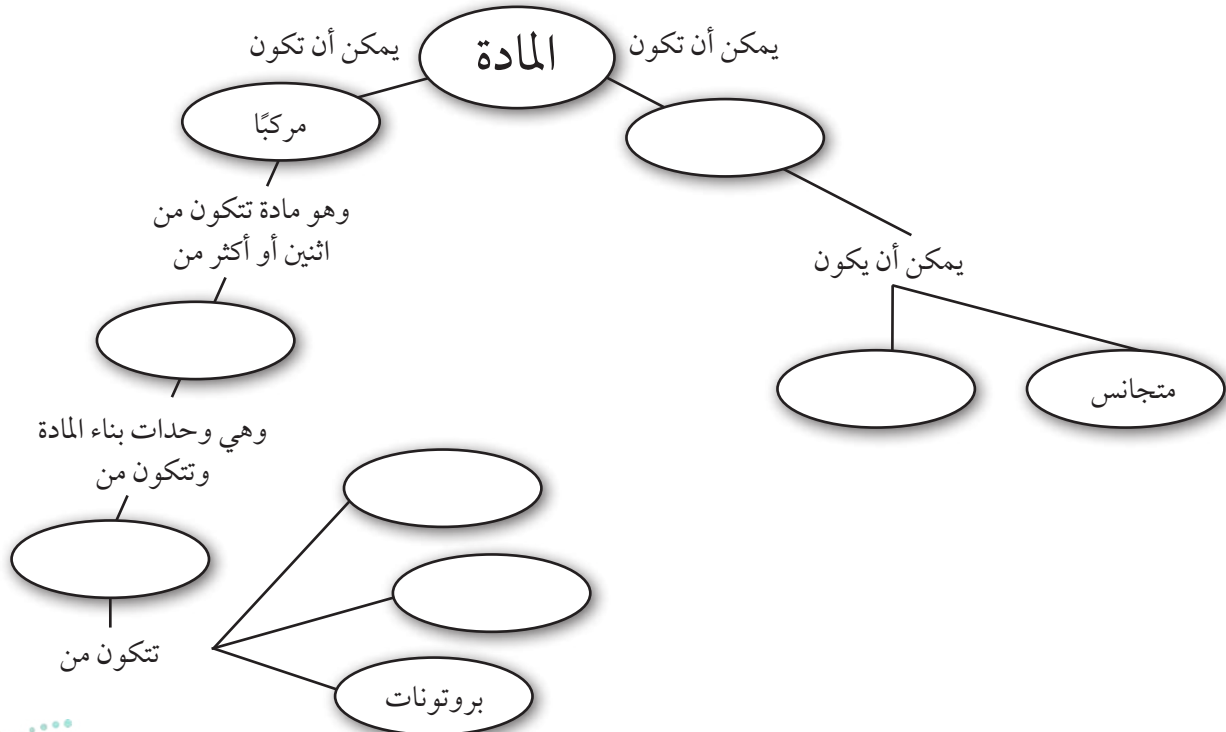 المادة
يمكن أن تكون
يمكن أن تكون
مركبًا
وهو مادة تتكون من
اثنين أو أكثر من
يمكن أن يكون
متجانس
وهي وحدات بناء المادة
وتتكون من
تتكون من
بروتونات